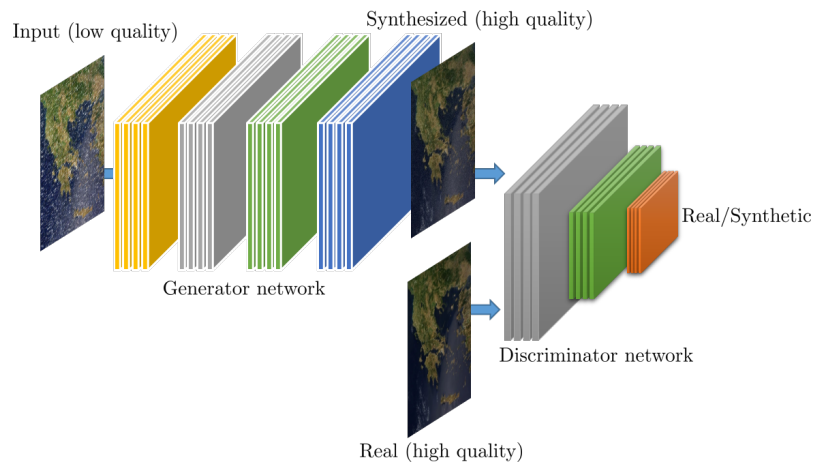 Synthesized (high quality)
Input (low quality)
Generator network
Real/Synthetic
Discriminator network
Real (high quality)